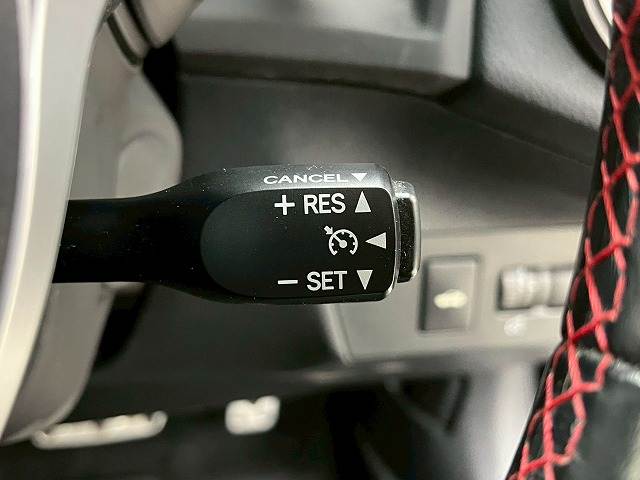 CANCEL ▼
+ RES ▲
◀
− SET ▼